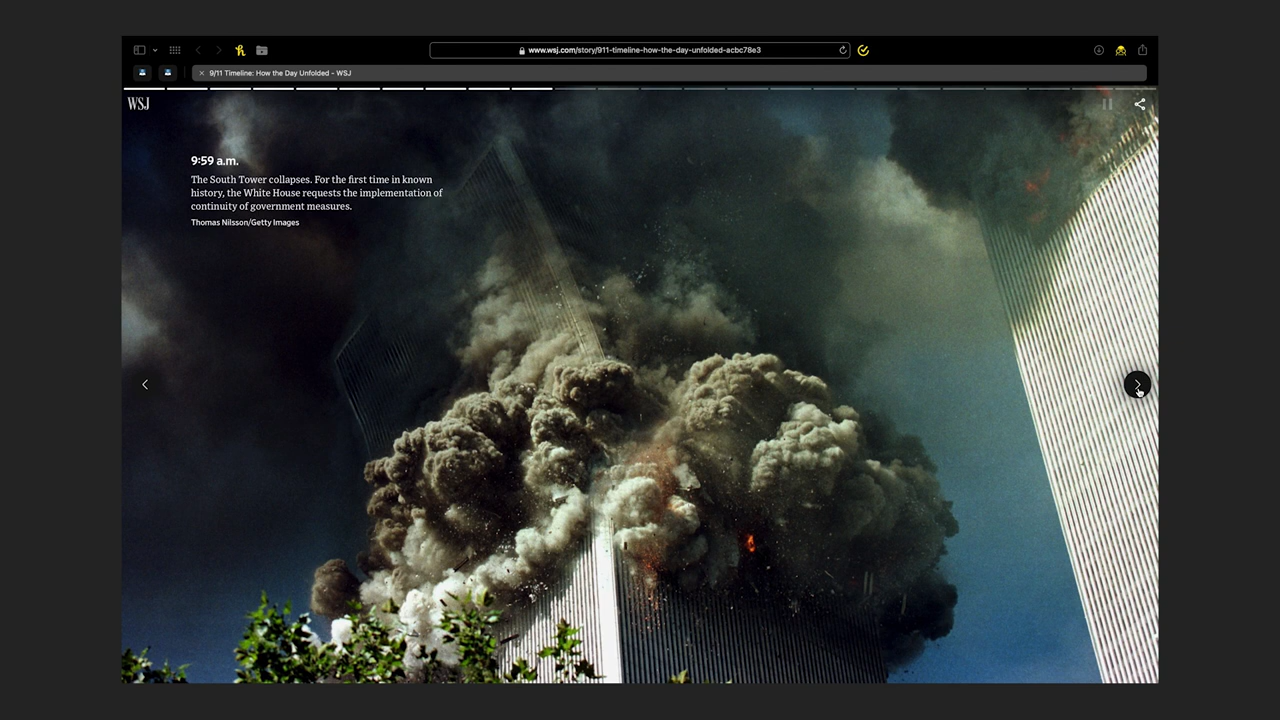 www.wsj.com/story/911-timeline-how-the-day-unfolded-acbc78e3
9/11 Timeline: How the Day Unfolded - WSJ
WSJ
9:59 a.m.
The South Tower collapses. For the first time in known
history, the White House requests the implementation of
continuity of government measures.
Thomas Nilsson/Getty Images